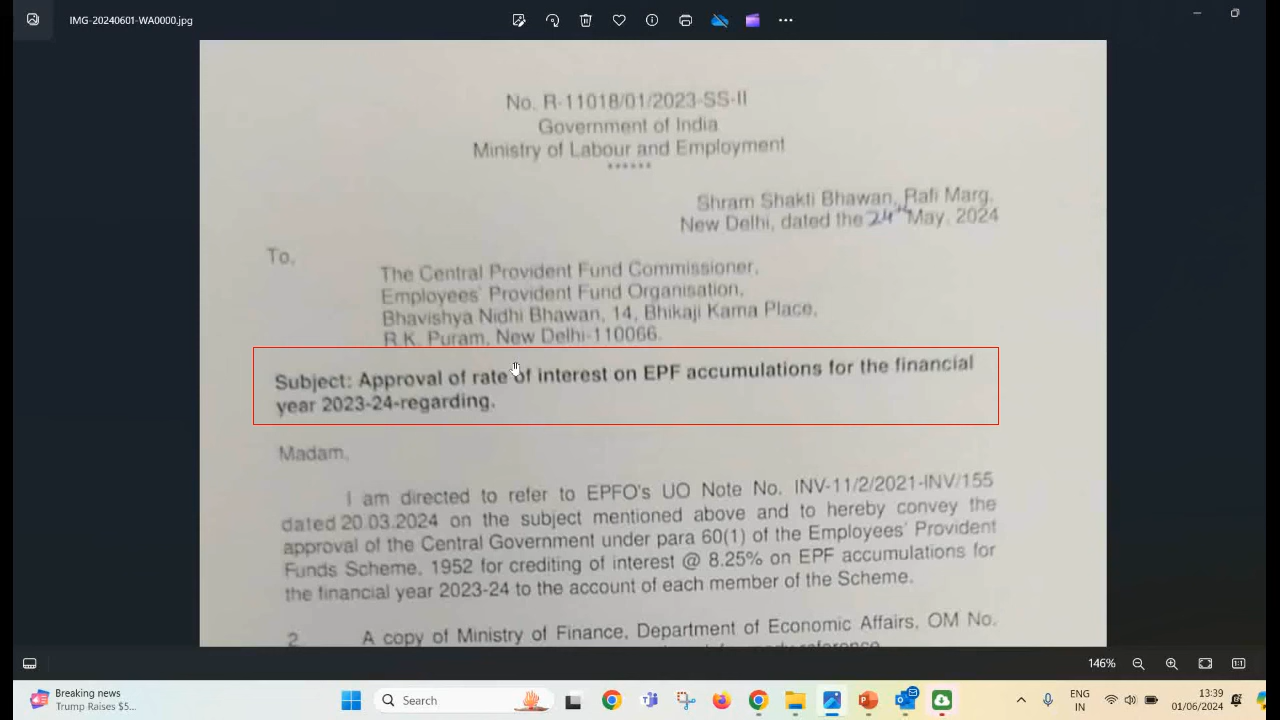 IMG-20240601-WA0000.jpg
No. R-11018/01/2023-SS-II
Government of India
Ministry of Labour and Employment
******
Shram Shakti Bhawan, Rafi Marg,
New Delhi, dated the 24th May, 2024
To,
The Central Provident Fund Commissioner,
Employees' Provident Fund Organisation,
Bhavishya Nidhi Bhawan, 14, Bhikaji Kama Place,
R.K. Puram, New Delhi-110066.
Subject: Approval of rate of interest on EPF accumulations for the financial
year 2023-24-regarding.
Madam,
I am directed to refer to EPFO's UO Note No. INV-11/2/2021-INV/155
dated 20.03.2024 on the subject mentioned above and to hereby convey the
approval of the Central Government under para 60(1) of the Employees' Provident
Funds Scheme, 1952 for crediting of interest @ 8.25% on EPF accumulations for
the financial year 2023-24 to the account of each member of the Scheme.
2 A copy of Ministry of Finance, Department of Economic Affairs, OM No.
146%
1:1
Breaking news
Trump Raises $5...
Search
ENG
IN
13:39
01/06/2024